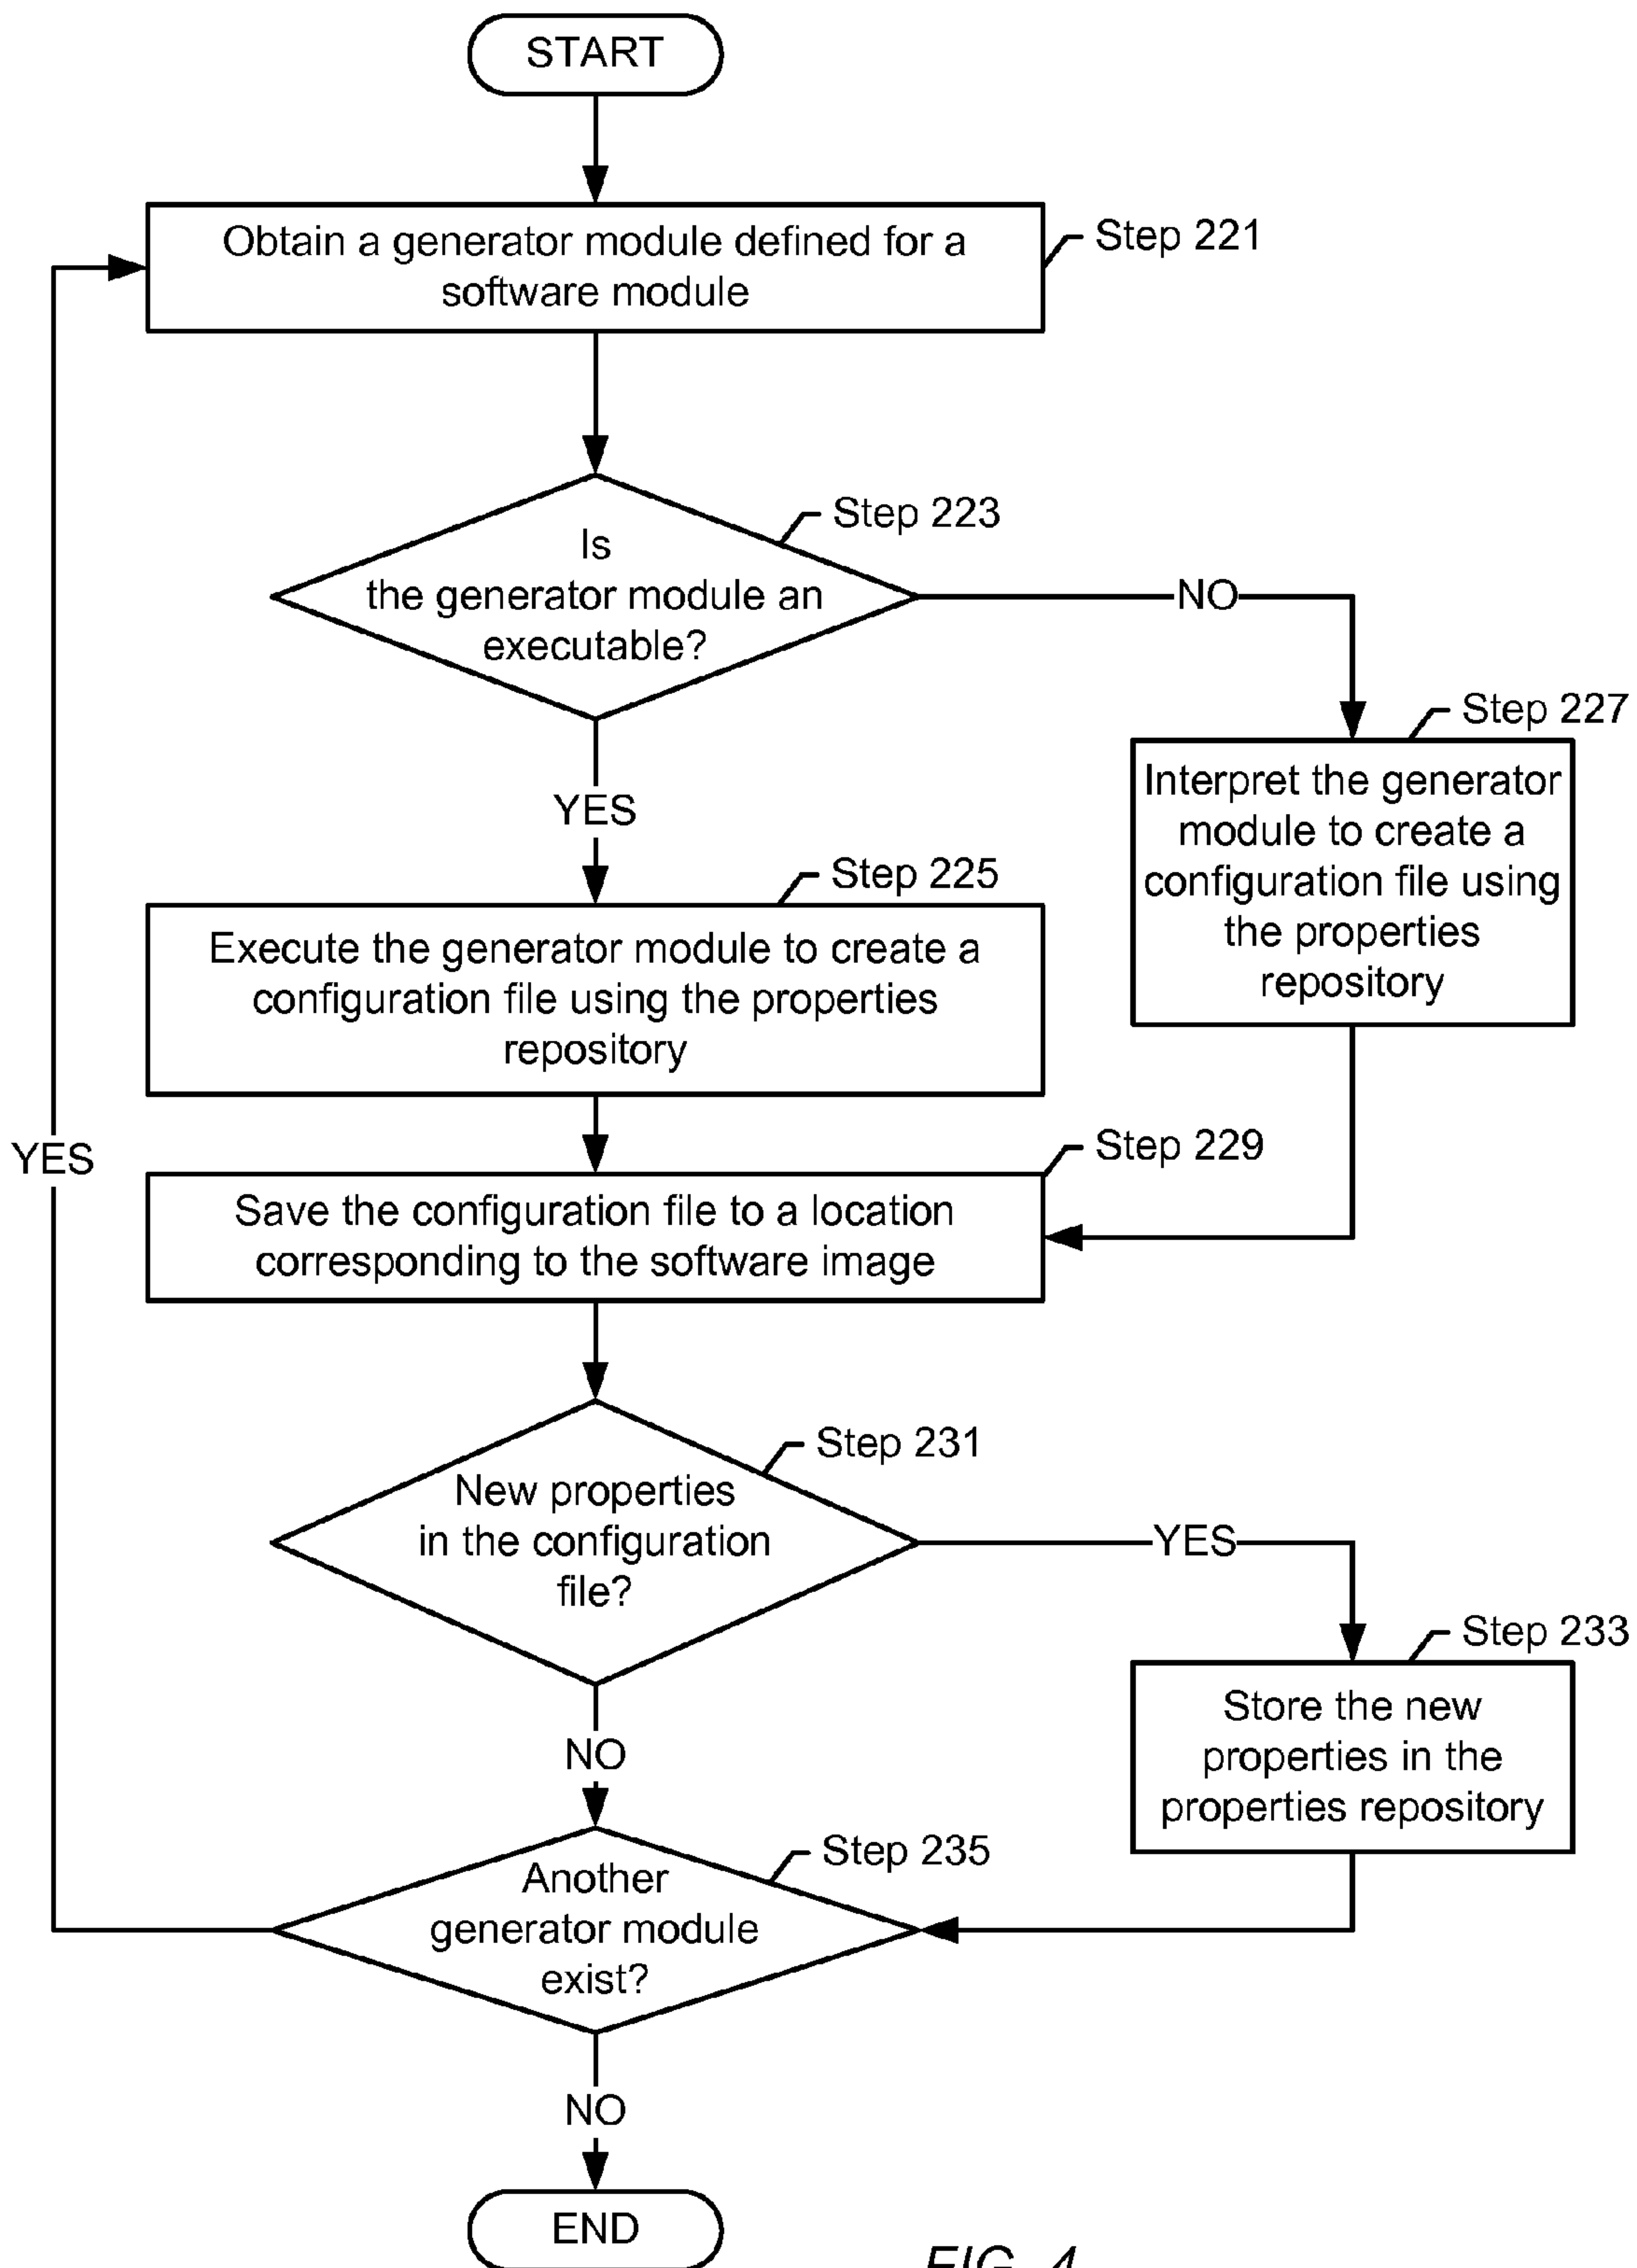 START
Obtain a generator module defined for a
software module
Step 221
Step 223
Is
the generator module an
executable?
NO
YES
Step 227
Interpret the generator
module to create a
configuration file using
the properties
repository
Step 225
Execute the generator module to create a
configuration file using the properties
repository
YES
Step 229
Save the configuration file to a location
corresponding to the software image
Step 231
New properties
in the configuration
file?
YES
NO
Step 233
Store the new
properties in the
properties repository
Step 235
Another
generator module
exist?
NO
END
FIG. 4